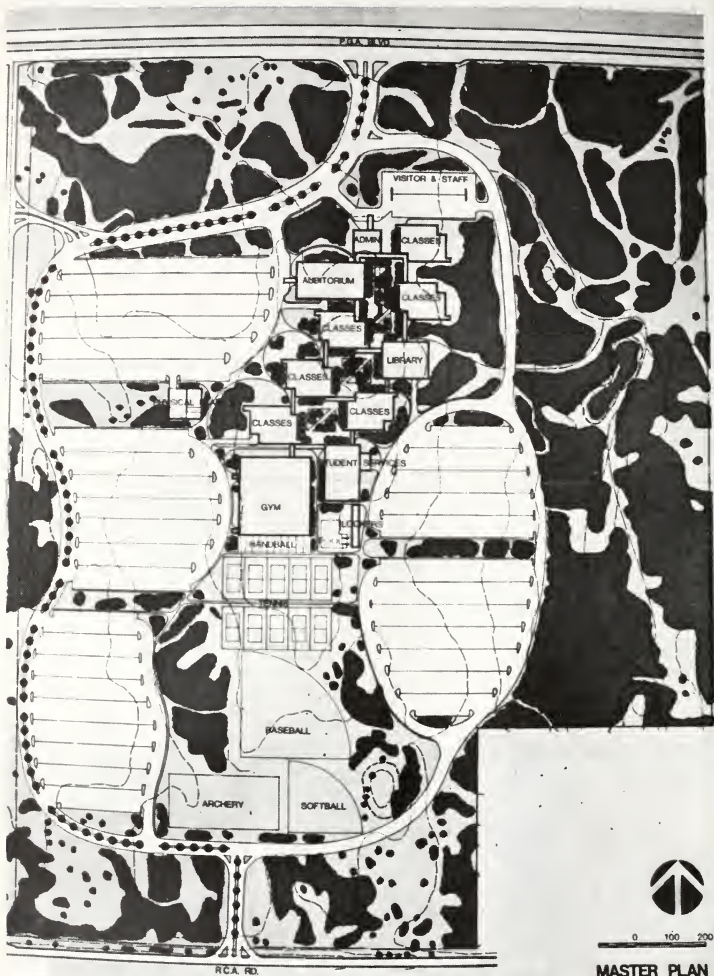 P.G.A. BLVD.
VISITOR & STAFF
ADMIN
CLASSES
AUDITORIUM
CLASSES
CLASSES
LIBRARY
CLASSES
PHYSICAL
CLASSES
CLASSES
STUDENT SERVICES
GYM
LOCKERS
HANDBALL
TENNIS
BASEBALL
ARCHERY
SOFTBALL
0 100 200
MASTER PLAN
R.C.A. RD.